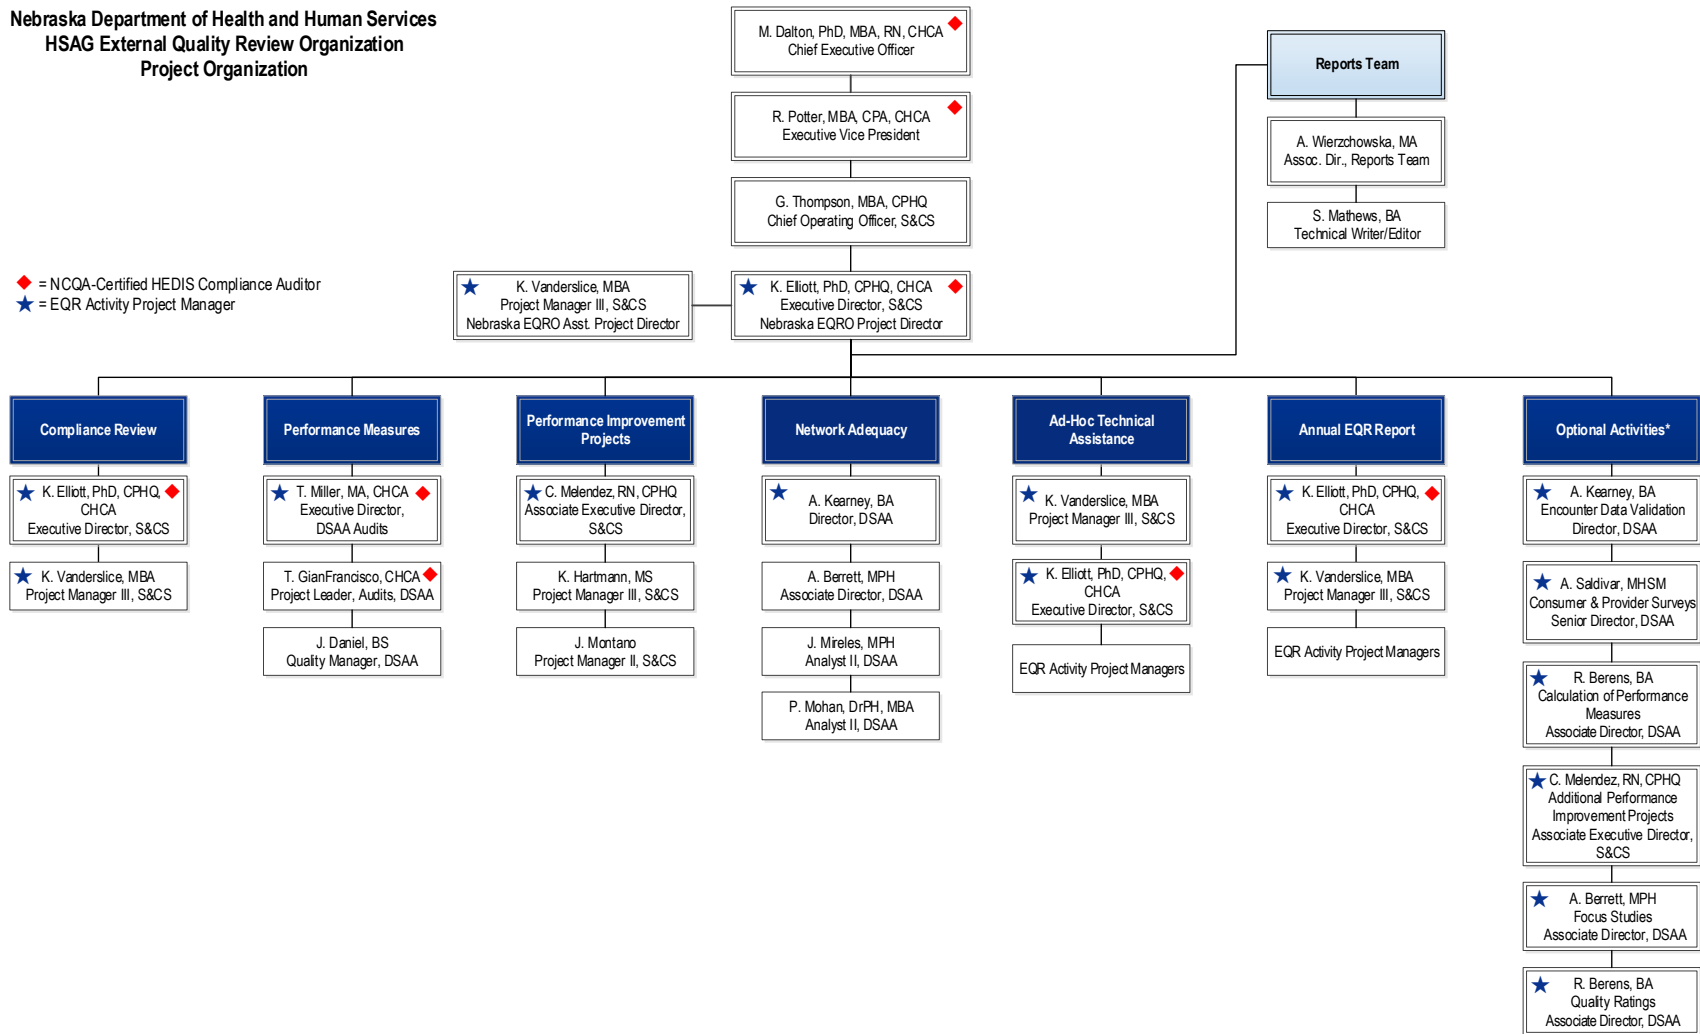 Nebraska Department of Health and Human Services
HSAG External Quality Review Organization
Project Organization
M. Dalton, PhD, MBA, RN, CHCA
Chief Executive Officer
R. Potter, MBA, CPA, CHCA
Executive Vice President
G. Thompson, MBA, CPHQ
Chief Operating Officer, S&CS
Reports Team
A. Wierzchowska, MA
Assoc. Dir., Reports Team
S. Mathews, BA
Technical Writer/Editor
= NCQA-Certified HEDIS Compliance Auditor
= EQR Activity Project Manager
K. Vanderslice, MBA
Project Manager III, S&CS
Nebraska EQRO Asst. Project Director
K. Elliott, PhD, CPHQ, CHCA
Executive Director, S&CS
Nebraska EQRO Project Director
Compliance Review
K. Elliott, PhD, CPHQ,
CHCA
Executive Director, S&CS
K. Vanderslice, MBA
Project Manager III, S&CS
Performance Measures
T. Miller, MA, CHCA
Executive Director,
DSAA Audits
T. GianFrancisco, CHCA
Project Leader, Audits, DSAA
J. Daniel, BS
Quality Manager, DSAA
Performance Improvement
Projects
C. Melendez, RN, CPHQ
Associate Executive Director,
S&CS
K. Hartmann, MS
Project Manager III, S&CS
J. Montano
Project Manager II, S&CS
Network Adequacy
A. Kearney, BA
Director, DSAA
A. Berrett, MPH
Associate Director, DSAA
J. Mireles, MPH
Analyst II, DSAA
P. Mohan, DrPH, MBA
Analyst II, DSAA
Ad-Hoc Technical
Assistance
K. Vanderslice, MBA
Project Manager III, S&CS
K. Elliott, PhD, CPHQ,
CHCA
Executive Director, S&CS
EQR Activity Project Managers
Annual EQR Report
K. Elliott, PhD, CPHQ,
CHCA
Executive Director, S&CS
K. Vanderslice, MBA
Project Manager III, S&CS
EQR Activity Project Managers
Optional Activities*
A. Kearney, BA
Encounter Data Validation
Director, DSAA
A. Saldivar, MHSM
Consumer & Provider Surveys
Senior Director, DSAA
R. Berens, BA
Calculation of Performance
Measures
Associate Director, DSAA
C. Melendez, RN, CPHQ
Additional Performance
Improvement Projects
Associate Executive Director,
S&CS
A. Berrett, MPH
Focus Studies
Associate Director, DSAA
R. Berens, BA
Quality Ratings
Associate Director, DSAA